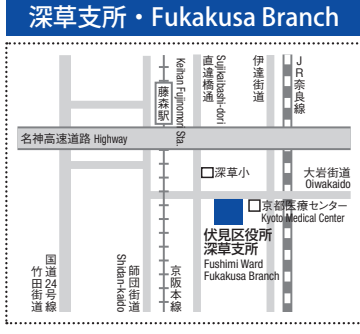 深草支所・Fukakusa Branch
Keihan Fujinomori Sta.
藤森駅
直違橋通
Sujikaibashi-dori
伊達街道
JR奈良線
名神高速道路 Highway
深草小
大岩街道
Oiwakaido
京都医療センター
Kyoto Medical Center
伏見区役所
深草支所
Fushimi Ward
Fukakusa Branch
国道24号線
竹田街道
Shidan-kaido
師団街道
京阪本線